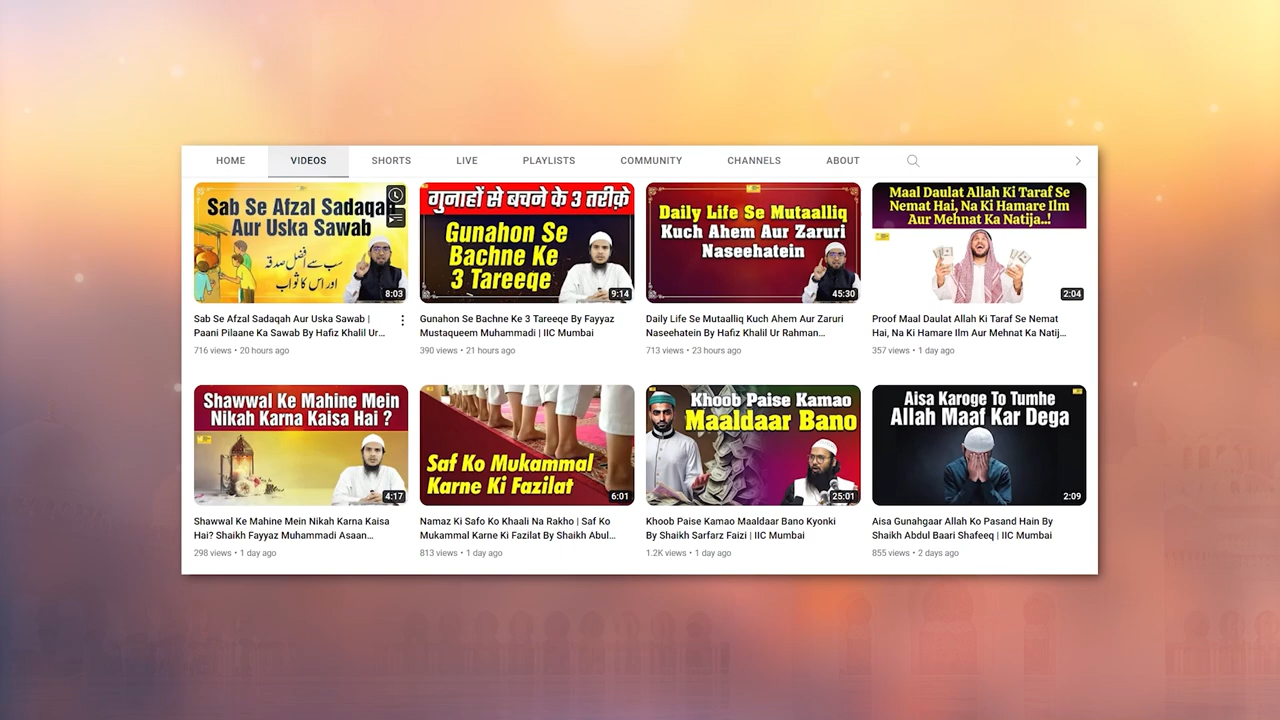 HOME VIDEOS SHORTS LIVE PLAYLISTS COMMUNITY CHANNELS ABOUT
Sab Se Afzal Sadaqah
Aur Uska Sawab
سب سے افضل صدقہ
اور اس کا ثواب
8:03
गुनाहों से बचने के 3 तरीक़े
Gunahon Se
Bachne Ke
3 Tareeqe
9:14
Daily Life Se Mutaalliq
Kuch Ahem Aur Zaruri
Naseehatein
45:30
Maal Daulat Allah Ki Taraf Se
Nemat Hai, Na Ki Hamare Ilm
Aur Mehnat Ka Natija..!
2:04
Sab Se Afzal Sadaqah Aur Uska Sawab |
Paani Pilaane Ka Sawab By Hafiz Khalil Ur...
716 views • 20 hours ago
Gunahon Se Bachne Ke 3 Tareeqe By Fayyaz
Mustaqueem Muhammadi | IIC Mumbai
390 views • 21 hours ago
Daily Life Se Mutaalliq Kuch Ahem Aur Zaruri
Naseehatein By Hafiz Khalil Ur Rahman...
713 views • 23 hours ago
Proof Maal Daulat Allah Ki Taraf Se Nemat
Hai, Na Ki Hamare Ilm Aur Mehnat Ka Natij...
357 views • 1 day ago
Shawwal Ke Mahine Mein
Nikah Karna Kaisa Hai ?
4:17
Saf Ko Mukammal
Karne Ki Fazilat
6:01
Khoob Paise Kamao
Maaldaar Bano
25:01
Aisa Karoge To Tumhe
Allah Maaf Kar Dega
2:09
Shawwal Ke Mahine Mein Nikah Karna Kaisa
Hai? Shaikh Fayyaz Muhammadi Asaan...
298 views • 1 day ago
Namaz Ki Safo Ko Khaali Na Rakho | Saf Ko
Mukammal Karne Ki Fazilat By Shaikh Abul...
813 views • 1 day ago
Khoob Paise Kamao Maaldaar Bano Kyonki
By Shaikh Sarfarz Faizi | IIC Mumbai
1.2K views • 1 day ago
Aisa Gunahgaar Allah Ko Pasand Hain By
Shaikh Abdul Baari Shafeeq | IIC Mumbai
855 views • 2 days ago